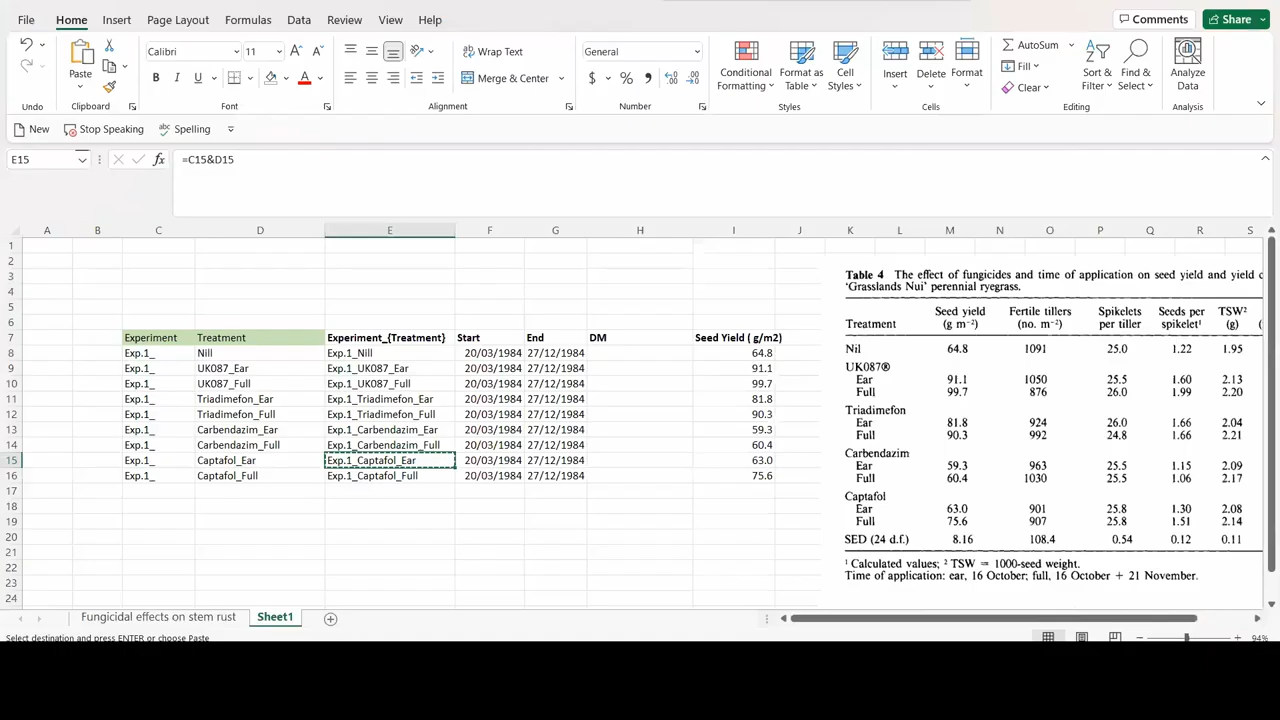 File Home Insert Page Layout Formulas Data Review View Help Comments Share
Calibri 11 Wrap Text General AutoSum
Paste B I U Merge & Center $ % Conditional Formatting Format as Table Cell Styles Insert Delete Format Fill Clear Sort & Filter Find & Select Analyze Data
Undo Clipboard Font Alignment Number Styles Cells Editing Analysis
New Stop Speaking Spelling
E15 fx =C15&D15
A B C D E F G H I J K L M N O P Q R S
1
2
3
4
5
6
7 Experiment Treatment Experiment_{Treatment} Start End DM Seed Yield ( g/m2)
8 Exp.1_ Nill Exp.1_Nill 20/03/1984 27/12/1984 64.8
9 Exp.1_ UK087_Ear Exp.1_UK087_Ear 20/03/1984 27/12/1984 91.1
10 Exp.1_ UK087_Full Exp.1_UK087_Full 20/03/1984 27/12/1984 99.7
11 Exp.1_ Triadimefon_Ear Exp.1_Triadimefon_Ear 20/03/1984 27/12/1984 81.8
12 Exp.1_ Triadimefon_Full Exp.1_Triadimefon_Full 20/03/1984 27/12/1984 90.3
13 Exp.1_ Carbendazim_Ear Exp.1_Carbendazim_Ear 20/03/1984 27/12/1984 59.3
14 Exp.1_ Carbendazim_Full Exp.1_Carbendazim_Full 20/03/1984 27/12/1984 60.4
15 Exp.1_ Captafol_Ear Exp.1_Captafol_Ear 20/03/1984 27/12/1984 63.0
16 Exp.1_ Captafol_Full Exp.1_Captafol_Full 20/03/1984 27/12/1984 75.6
17
18
19
20
21
22
23
24
Table 4 The effect of fungicides and time of application on seed yield and yield c
'Grasslands Nui' perennial ryegrass.
Treatment Seed yield (g m⁻²) Fertile tillers (no. m⁻²) Spikelets per tiller Seeds per spikelet¹ TSW² (g) (
Nil 64.8 1091 25.0 1.22 1.95
UK087®
Ear 91.1 1050 25.5 1.60 2.13
Full 99.7 876 26.0 1.99 2.20
Triadimefon
Ear 81.8 924 26.0 1.66 2.04
Full 90.3 992 24.8 1.66 2.21
Carbendazim
Ear 59.3 963 25.5 1.15 2.09
Full 60.4 1030 25.5 1.06 2.17
Captafol
Ear 63.0 901 25.8 1.30 2.08
Full 75.6 907 25.8 1.51 2.14
SED (24 d.f.) 8.16 108.4 0.54 0.12 0.11
¹ Calculated values; ² TSW = 1000-seed weight.
Time of application: ear, 16 October; full, 16 October + 21 November.
Fungicidal effects on stem rust Sheet1
Select destination and press ENTER or choose Paste 94%